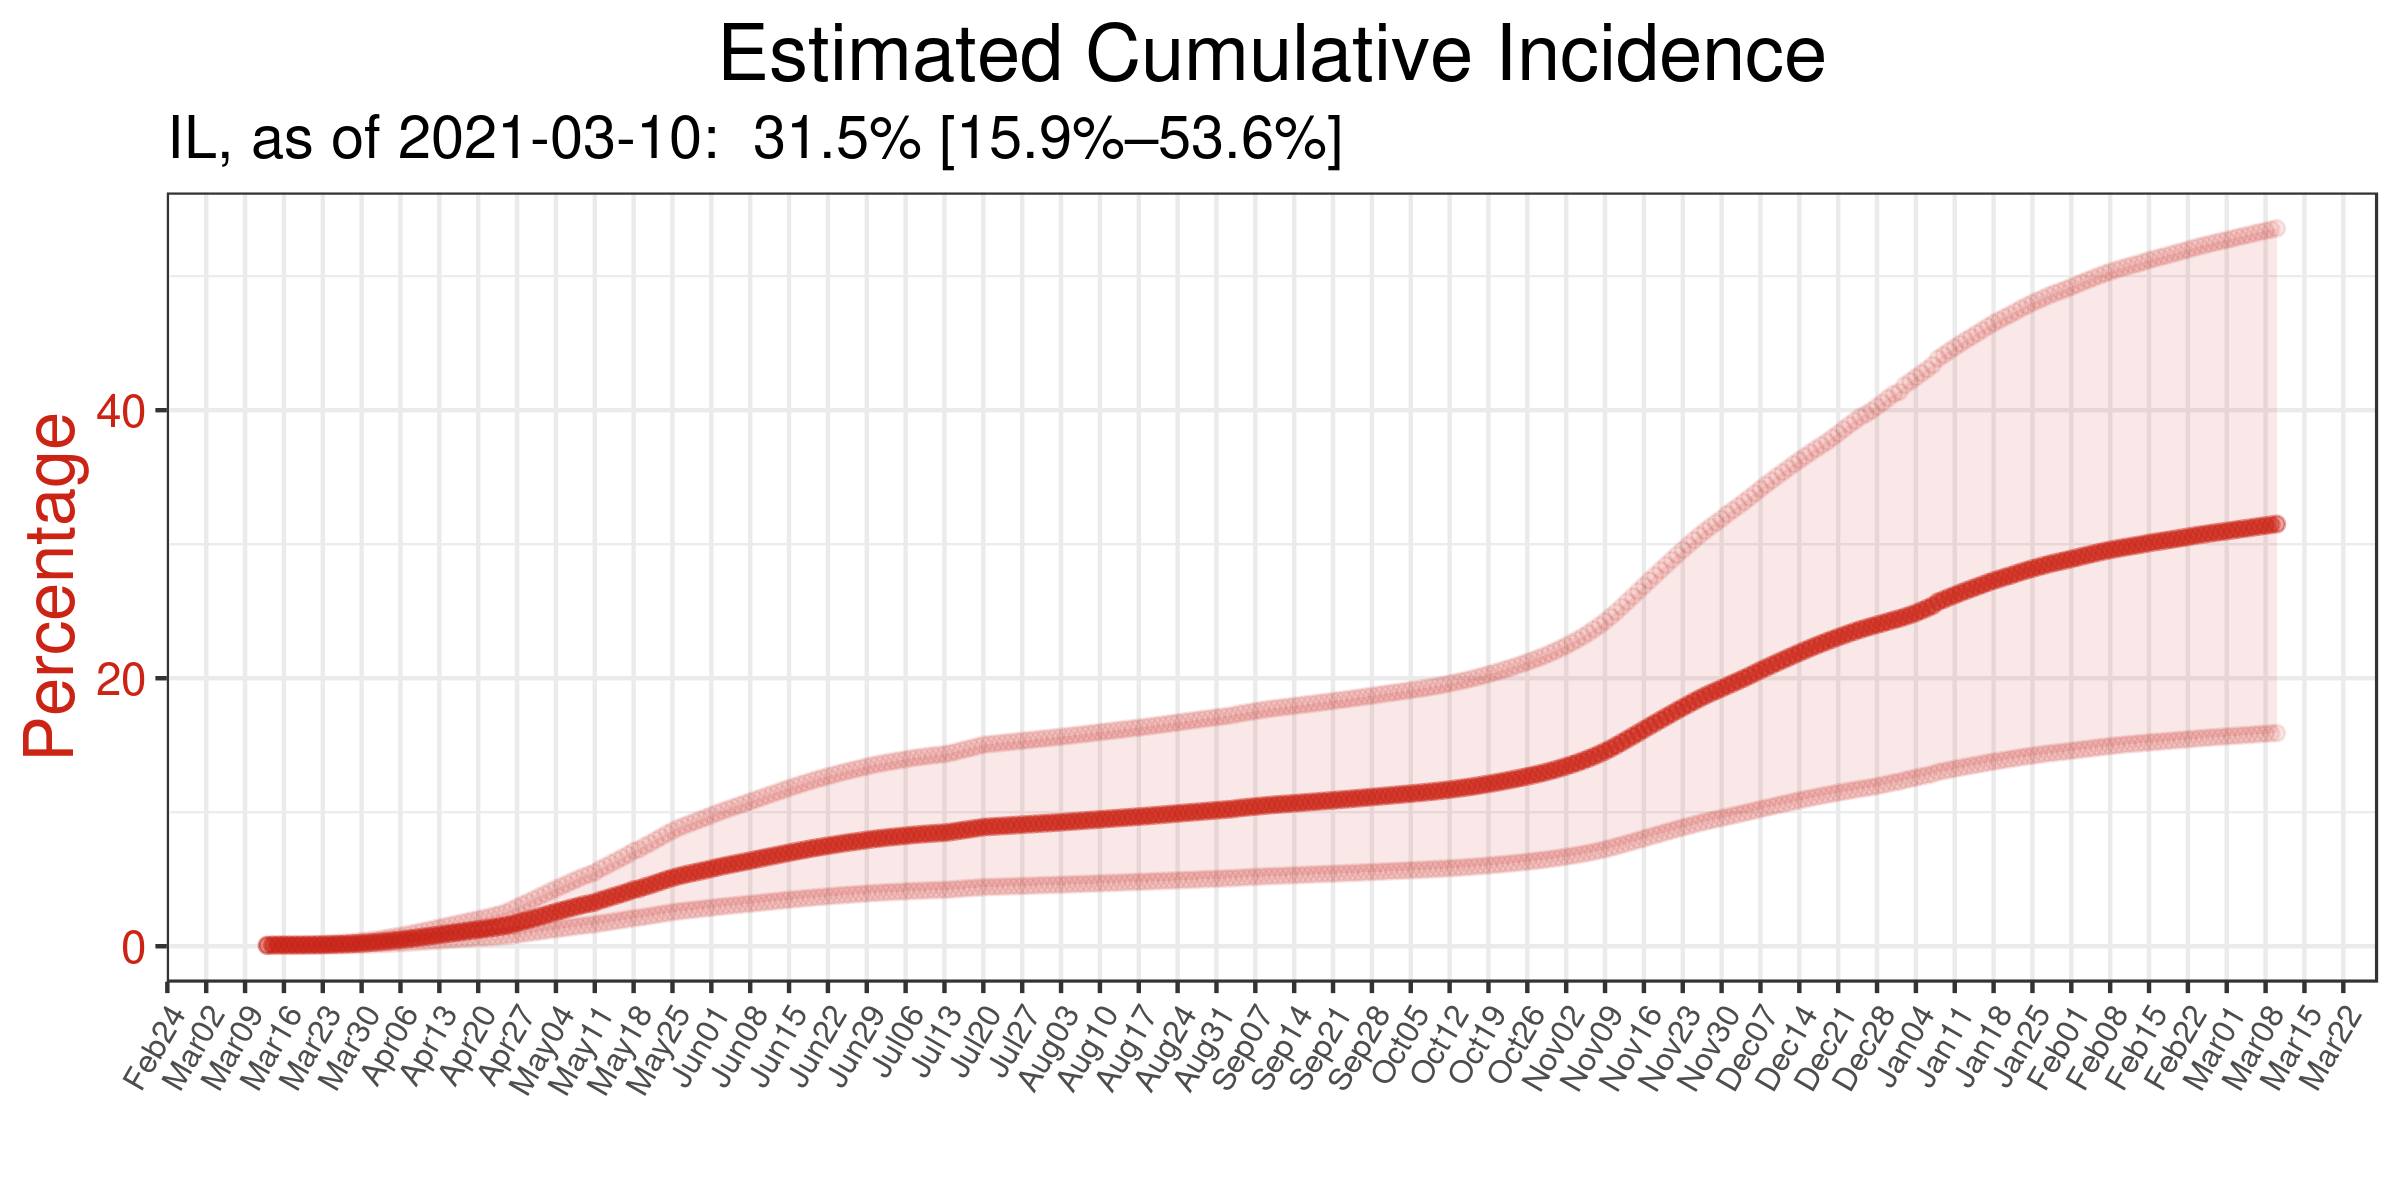 Estimated Cumulative Incidence
IL, as of 2021-03-10:  31.5% [15.9%–53.6%]
Percentage
40
20
0
Feb24
Mar02
Mar09
Mar16
Mar23
Mar30
Apr06
Apr13
Apr20
Apr27
May04
May11
May18
May25
Jun01
Jun08
Jun15
Jun22
Jun29
Jul06
Jul13
Jul20
Jul27
Aug03
Aug10
Aug17
Aug24
Aug31
Sep07
Sep14
Sep21
Sep28
Oct05
Oct12
Oct19
Oct26
Nov02
Nov09
Nov16
Nov23
Nov30
Dec07
Dec14
Dec21
Dec28
Jan04
Jan11
Jan18
Jan25
Feb01
Feb08
Feb15
Feb22
Mar01
Mar08
Mar15
Mar22